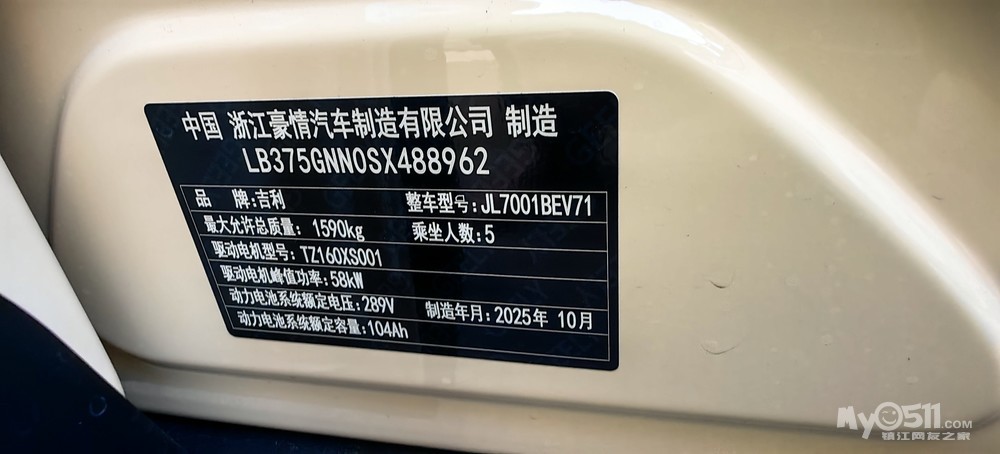 中国 浙江豪情汽车制造有限公司 制造
LB375GNN0SX488962
品 牌:吉利 整车型号:JL7001BEV71
最大允许总质量: 1590kg 乘坐人数:5
驱动电机型号: TZ160XS001
驱动电机峰值功率:58kW
动力电池系统额定电压:289V 制造年月:2025年 10月
动力电池系统额定容量:104Ah
My0511.COM
镇江网友之家